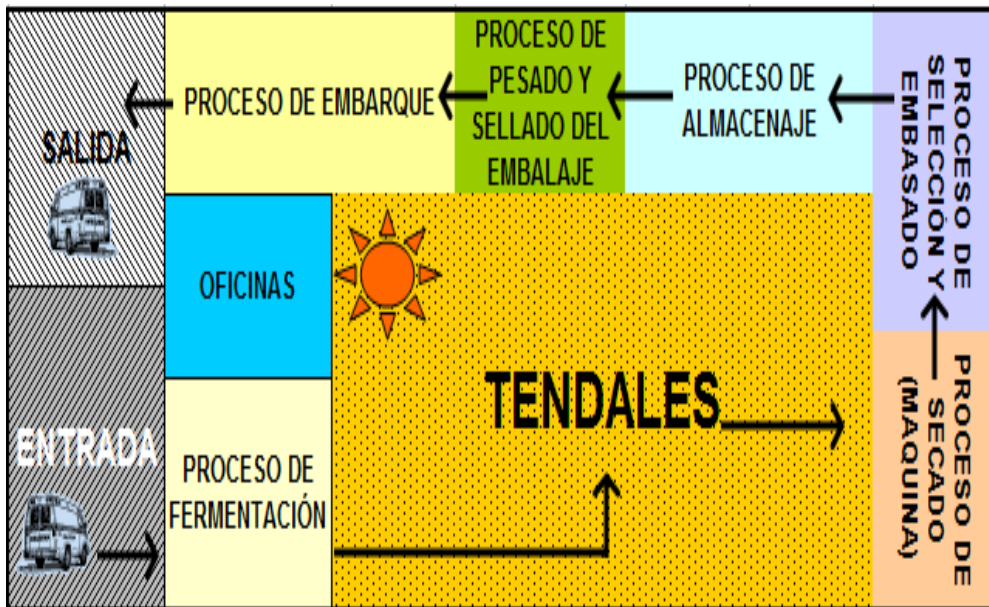 SALIDA
PROCESO DE EMBARQUE
PROCESO DE
PESADO Y
SELLADO DEL
EMBALAJE
PROCESO DE
ALMACENAJE
PROCESO DE
SELECCIÓN Y
EMBASADO
OFICINAS
TENDALES
ENTRADA
PROCESO DE
FERMENTACIÓN
PROCESO DE
SECADO
(MAQUINA)